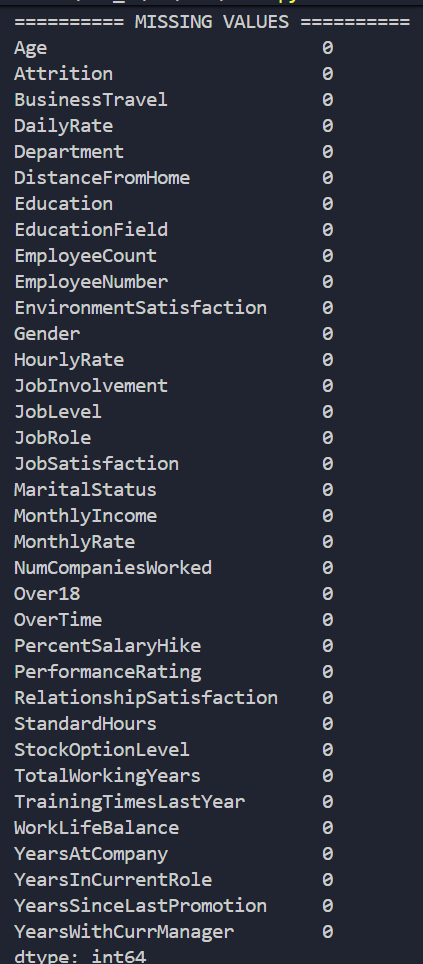 ========== MISSING VALUES ==========
Age 0
Attrition 0
BusinessTravel 0
DailyRate 0
Department 0
DistanceFromHome 0
Education 0
EducationField 0
EmployeeCount 0
EmployeeNumber 0
EnvironmentSatisfaction 0
Gender 0
HourlyRate 0
JobInvolvement 0
JobLevel 0
JobRole 0
JobSatisfaction 0
MaritalStatus 0
MonthlyIncome 0
MonthlyRate 0
NumCompaniesWorked 0
Over18 0
OverTime 0
PercentSalaryHike 0
PerformanceRating 0
RelationshipSatisfaction 0
StandardHours 0
StockOptionLevel 0
TotalWorkingYears 0
TrainingTimesLastYear 0
WorkLifeBalance 0
YearsAtCompany 0
YearsInCurrentRole 0
YearsSinceLastPromotion 0
YearsWithCurrManager 0
dtype: int64